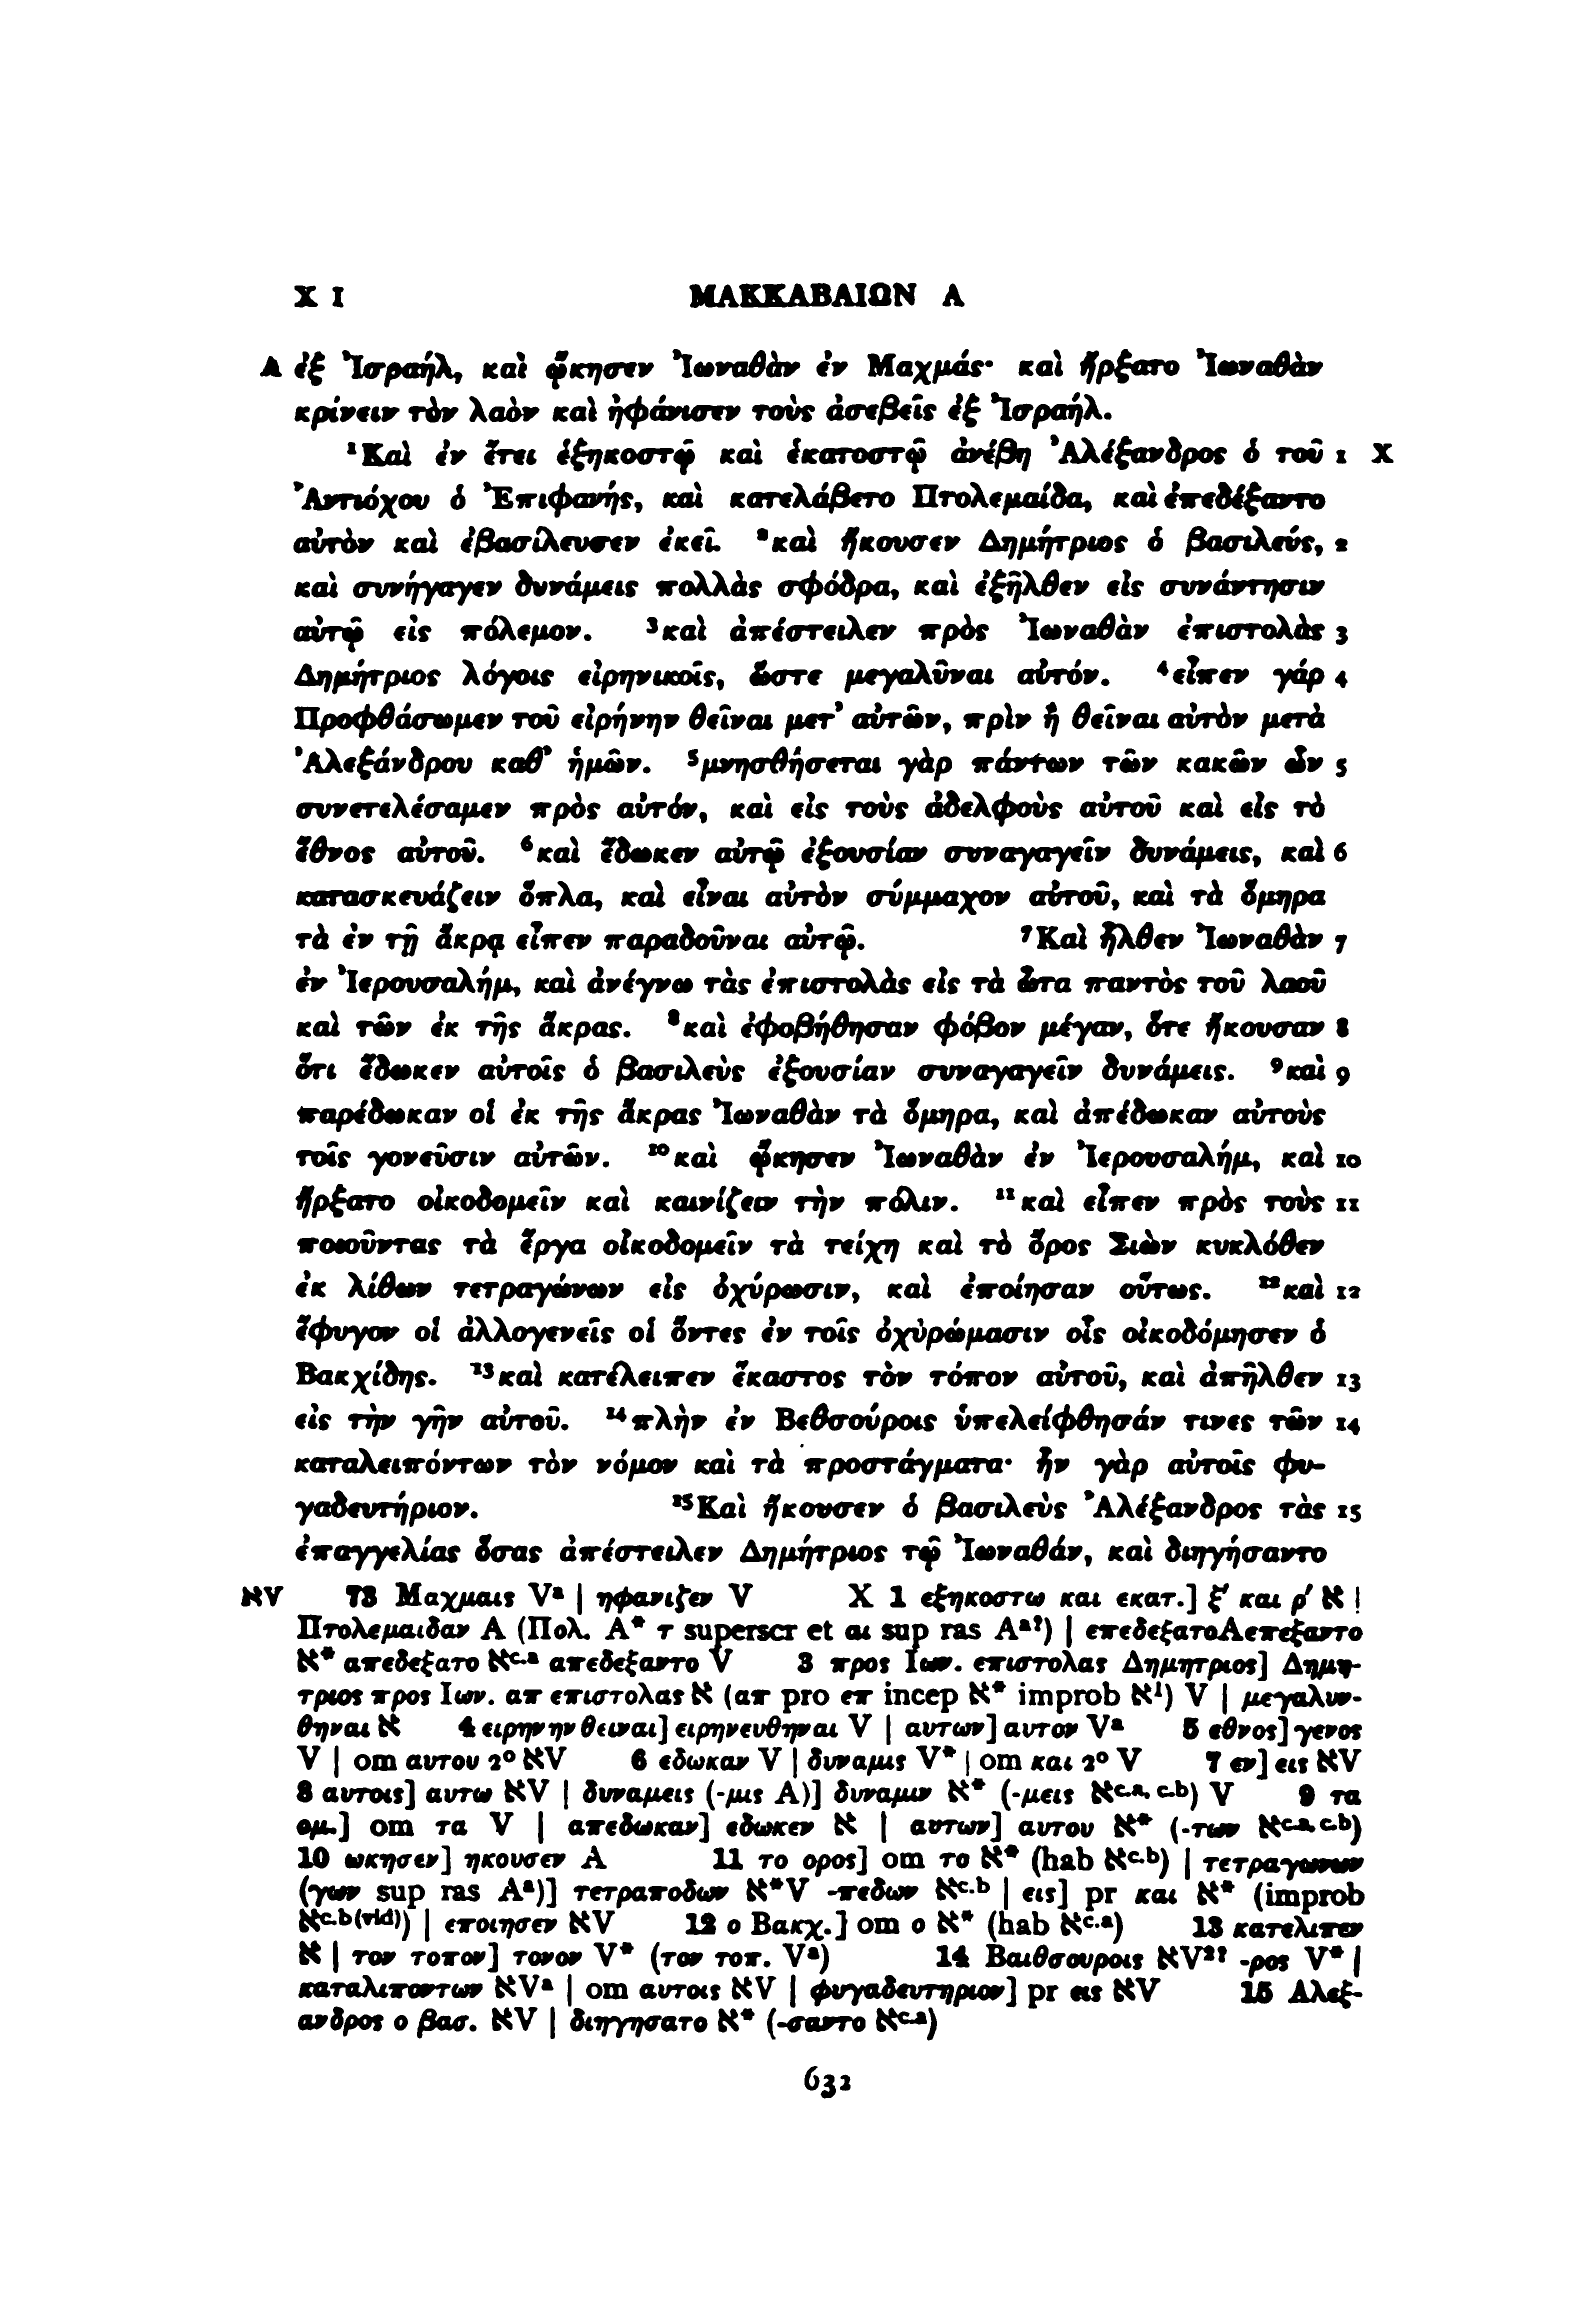 X 1 ΜΑΚΚΑΒΑΙΩΝ Α
A ἐξ Ἰσραήλ, καὶ ᾤκησεν Ἰωναθὰν ἐν Μαχμάς· καὶ ἤρξατο Ἰωναθὰν
κρίνειν τὸν λαὸν καὶ ἠφάνισεν τοὺς ἀσεβεῖς ἐξ Ἰσραήλ.
¹Καὶ ἐν ἔτει ἑξηκοστῷ καὶ ἑκατοστῷ ἀνέβη Ἀλέξανδρος ὁ τοῦ 1 X
Ἀντιόχου ὁ Ἐπιφανής, καὶ κατελάβετο Πτολεμαίδα, καὶ ἐπεδέξαντο
αὐτὸν καὶ ἐβασίλευσεν ἐκεῖ. ²καὶ ἤκουσεν Δημήτριος ὁ βασιλεύς, 2
καὶ συνήγαγεν δυνάμεις πολλὰς σφόδρα, καὶ ἐξῆλθεν εἰς συνάντησιν
αὐτῷ εἰς πόλεμον. ³καὶ ἀπέστειλεν πρὸς Ἰωναθὰν ἐπιστολὰς 3
Δημήτριος λόγοις εἰρηνικοῖς, ὥστε μεγαλῦναι αὐτόν. ⁴εἶπεν γάρ 4
Προφθάσωμεν τοῦ εἰρήνην θεῖναι μετ’ αὐτῶν, πρὶν ἢ θεῖναι αὐτὸν μετὰ
Ἀλεξάνδρου καθ’ ἡμῶν. ⁵μνησθήσεται γὰρ πάντων τῶν κακῶν ὧν 5
συνετελέσαμεν πρὸς αὐτόν, καὶ εἰς τοὺς ἀδελφοὺς αὐτοῦ καὶ εἰς τὸ
ἔθνος αὐτοῦ. ⁶καὶ ἔδωκεν αὐτῷ ἐξουσίαν συναγαγεῖν δυνάμεις, καὶ 6
κατασκευάζειν ὅπλα, καὶ εἶναι αὐτὸν σύμμαχον αὐτοῦ, καὶ τὰ ὅμηρα
τὰ ἐν τῇ ἄκρᾳ εἶπεν παραδοῦναι αὐτῷ. ⁷Καὶ ἦλθεν Ἰωναθὰν 7
ἐν Ἰερουσαλήμ, καὶ ἀνέγνω τὰς ἐπιστολὰς εἰς τὰ ὦτα παντὸς τοῦ λαοῦ
καὶ τῶν ἐκ τῆς ἄκρας. ⁸καὶ ἐφοβήθησαν φόβον μέγαν, ὅτε ἤκουσαν 8
ὅτι ἔδωκεν αὐτοῖς ὁ βασιλεὺς ἐξουσίαν συναγαγεῖν δυνάμεις. ⁹καὶ 9
παρέδωκαν οἱ ἐκ τῆς ἄκρας Ἰωναθὰν τὰ ὅμηρα, καὶ ἀπέδωκαν αὐτοὺς
τοῖς γονεῦσιν αὐτῶν. ¹⁰καὶ ᾤκησεν Ἰωναθὰν ἐν Ἰερουσαλήμ, καὶ 10
ἤρξατο οἰκοδομεῖν καὶ καινίζειν τὴν πόλιν. ¹¹καὶ εἶπεν πρὸς τοὺς 11
ποιοῦντας τὰ ἔργα οἰκοδομεῖν τὰ τείχη καὶ τὸ ὄρος Σιὼν κυκλόθεν
ἐκ λίθων τετραγώνων εἰς ὀχύρωσιν, καὶ ἐποίησαν οὕτως. ¹²καὶ 12
ἔφυγον οἱ ἀλλογενεῖς οἱ ὄντες ἐν τοῖς ὀχυρώμασιν οἷς οἰκοδόμησεν ὁ
Βακχίδης. ¹³καὶ κατέλειπεν ἕκαστος τὸν τόπον αὐτοῦ, καὶ ἀπῆλθεν 13
εἰς τὴν γῆν αὐτοῦ. ¹⁴πλὴν ἐν Βεθσούροις ὑπελείφθησάν τινες τῶν 14
καταλειπόντων τὸν νόμον καὶ τὰ προστάγματα· ἦν γὰρ αὐτοῖς φυ-
γαδευτήριον. ¹⁵Καὶ ἤκουσεν ὁ βασιλεὺς Ἀλέξανδρος τὰς 15
ἐπαγγελίας ὅσας ἀπέστειλεν Δημήτριος τῷ Ἰωναθάν, καὶ διηγήσαντο
אV 73 Μαχμαις Vᵃ | ηφανιζεν V X 1 εξηκοστω και εκατ.] ξ′ και ρ′ א |
Πτολεμαιδαν A (Πολ. A* τ superscr et αι sup ras Aᵃ?) | επεδεξατο Α επεξαντο
א* απεδεξατο אᶜ·ᵃ απεδεξαντο V 3 προς Ιων. επιστολας Δημητριος] Δημη-
τριος προς Ιων. απ επιστολας א (απ pro επ incep א* improb א¹) V | μεγαλυν-
θηναι א 4 ειρηνην θειναι] ειρηνευθηναι V | αυτων] αυτον Vᵃ 5 εθνος] γενος
V | om αυτου 2° אV 6 εδωκαν V | δυναμις V* | om και 2° V 7 εν] εις אV
8 αυτοις] αυτω אV | δυναμεις (-μις A)] δυναμιν א* (-μεις אᶜ·ᵃ, ᶜ·ᵇ) V 9 τα
ομ.] om τα V | απεδωκαν] εδωκεν א | αυτων] αυτου א* (-των אᶜ·ᵃ, ᶜ·ᵇ)
10 ωκησεν] ηκουσεν A 11 το ορος] om το א* (hab אᶜ·ᵇ) | τετραγωνων
(γων sup ras Aᵃ)] τετραποδων א*V -πεδων אᶜ·ᵇ | εις] pr και א* (improb
אᶜ·ᵇ⁽ᵛⁱᵈ⁾) | εποιησεν אV 12 ο Βακχ.] om ο א* (hab אᶜ·ᵃ) 13 κατελιπεν
א | τον τοπον] τονον V* (τον τοπ. Vᵃ) 14 Βαιθσουροις אVᵃ? -ρος V* |
καταλιποντων אVᵃ | om αυτοις אV | φυγαδευτηριον] pr εις אV 15 Αλεξ-
ανδρος ο βασ. אV | διηγησατο א* (-σαντο אᶜ·ᵃ)
632